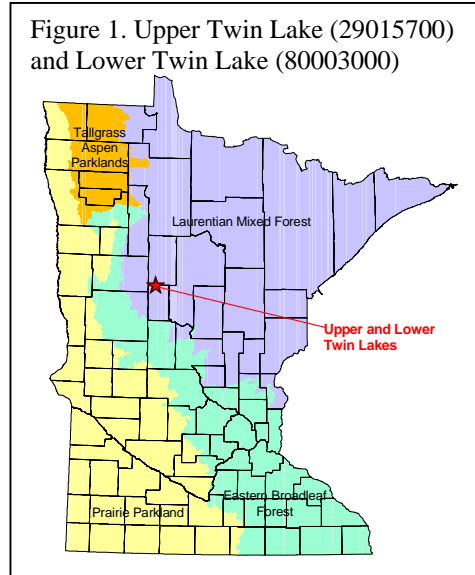 Figure 1. Upper Twin Lake (29015700)
and Lower Twin Lake (80003000)
Tallgrass
Aspen
Parklands
Laurentian Mixed Forest
Upper and Lower
Twin Lakes
Eastern Broadleaf
Forest
Prairie Parkland